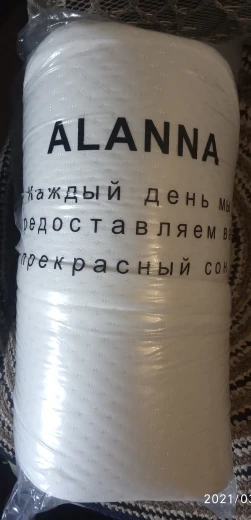 ALANNA
Каждый день мы
редоставляем в
прекрасный сон
2021/03